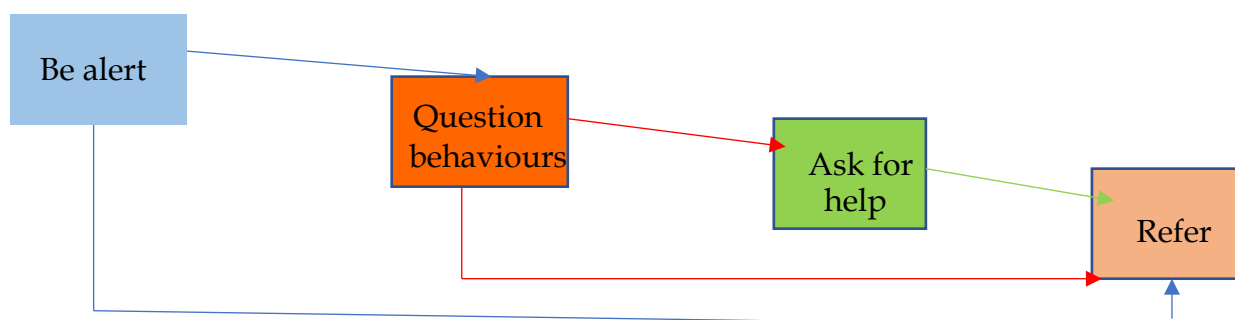 Be alert
Question
behaviours
Ask for
help
Refer